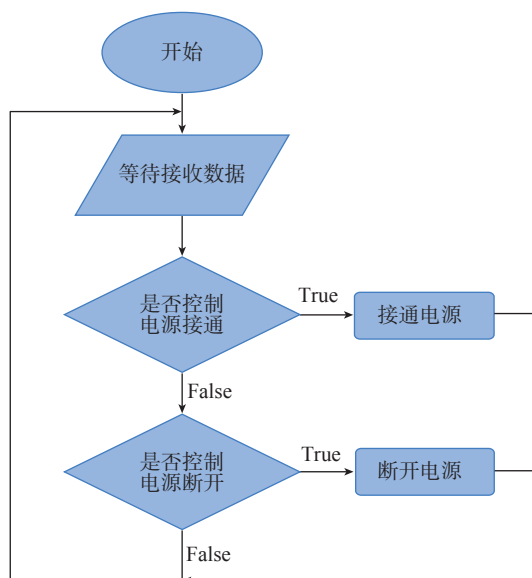 开始
等待接收数据
是否控制
电源接通
True
接通电源
False
是否控制
电源断开
True
断开电源
False